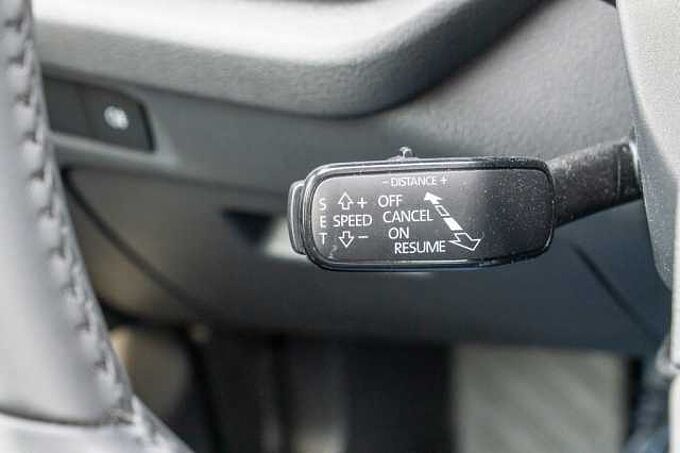 - DISTANCE +
S + OFF
E SPEED CANCEL
T - ON
RESUME